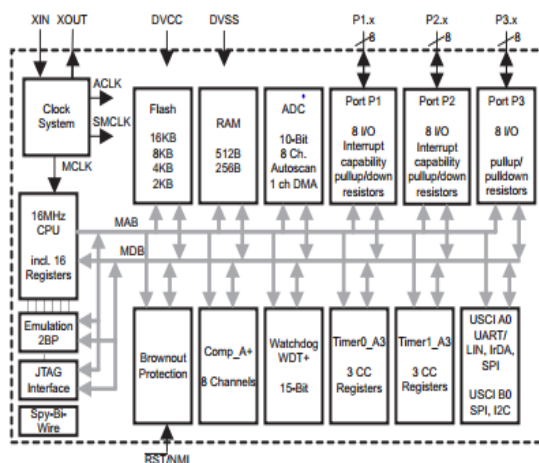 XIN XOUT DVCC DVSS P1.x P2.x P3.x
8 8 8
ACLK
SMCLK
MCLK
Clock
System
Flash
16KB
8KB
4KB
2KB
RAM
512B
256B
ADC
10-Bit
8 Ch.
Autoscan
1 ch DMA
Port P1
8 I/O
Interrupt
capability
pullup/down
resistors
Port P2
8 I/O
Interrupt
capability
pullup/down
resistors
Port P3
8 I/O
pullup/
pulldown
resistors
16MHz
CPU
incl. 16
Registers
MAB
MDB
Emulation
2BP
JTAG
Interface
Spy-Bi-
Wire
Brownout
Protection
Comp_A+
8 Channels
Watchdog
WDT+
15-Bit
Timer0_A3
3 CC
Registers
Timer1_A3
3 CC
Registers
USCI A0
UART/
LIN, IrDA,
SPI
USCI B0
SPI, I2C
RST/NMI